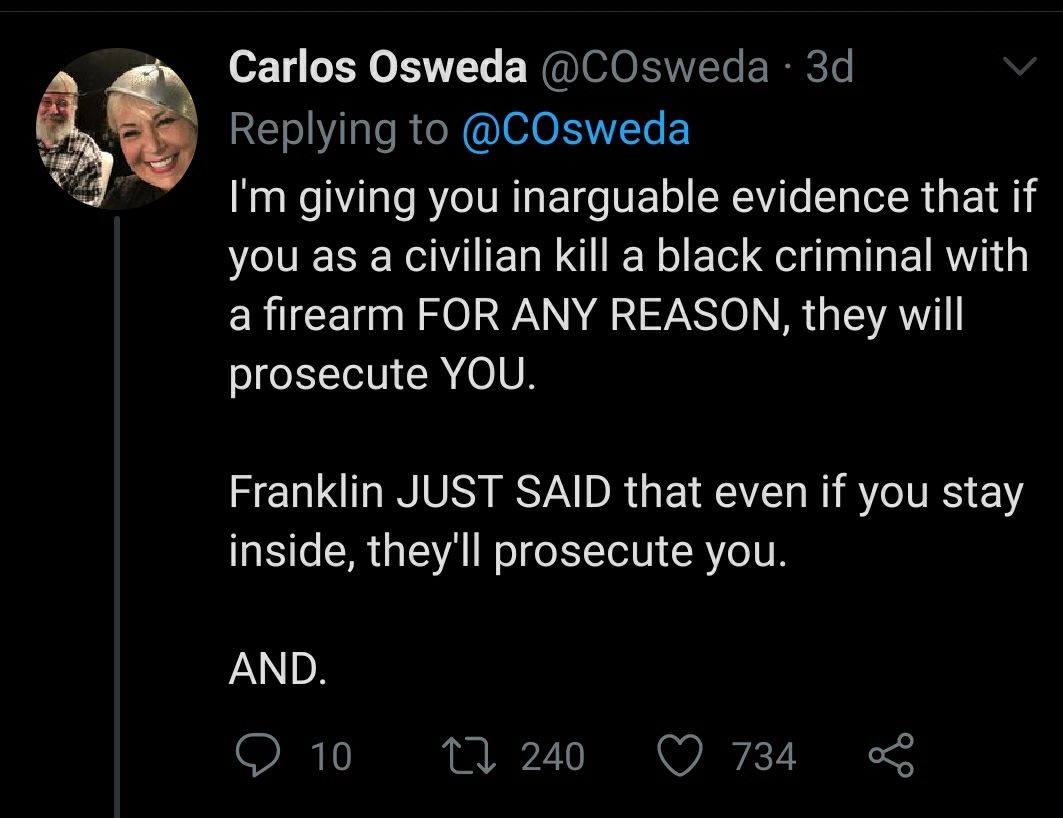 Carlos Osweda @COsweda · 3d
Replying to @COsweda
I'm giving you inarguable evidence that if
you as a civilian kill a black criminal with
a firearm FOR ANY REASON, they will
prosecute YOU.
Franklin JUST SAID that even if you stay
inside, they'll prosecute you.
AND.
10 240 734